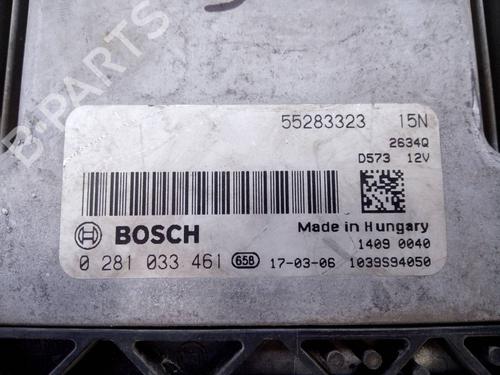 B-PARTS
55283323 15N
2634Q
D573 12V
BOSCH
Made in Hungary
1409 0040
0 281 033 461 658 17-03-06 1039S94050